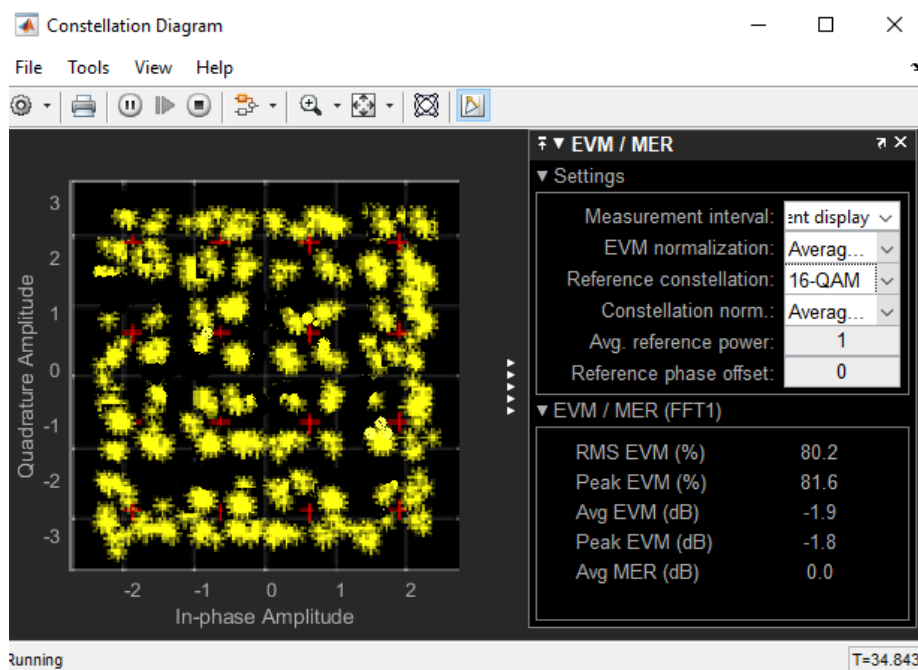 Constellation Diagram
File Tools View Help
EVM / MER
Settings
Measurement interval: ent display
EVM normalization: Averag...
Reference constellation: 16-QAM
Constellation norm.: Averag...
Avg. reference power: 1
Reference phase offset: 0
EVM / MER (FFT1)
RMS EVM (%) 80.2
Peak EVM (%) 81.6
Avg EVM (dB) -1.9
Peak EVM (dB) -1.8
Avg MER (dB) 0.0
Quadrature Amplitude
3
2
1
0
-1
-2
-3
-2 -1 0 1 2
In-phase Amplitude
Running T=34.843